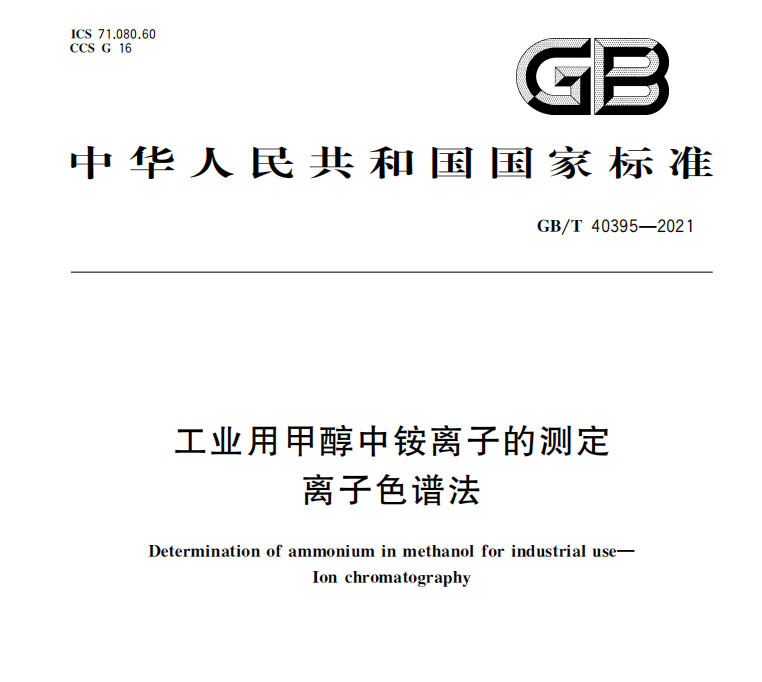 ICS 71.080.60
CCS G 16
GB
中华人民共和国国家标准
GB/T 40395—2021
工业用甲醇中铵离子的测定
离子色谱法
Determination of ammonium in methanol for industrial use—
Ion chromatography